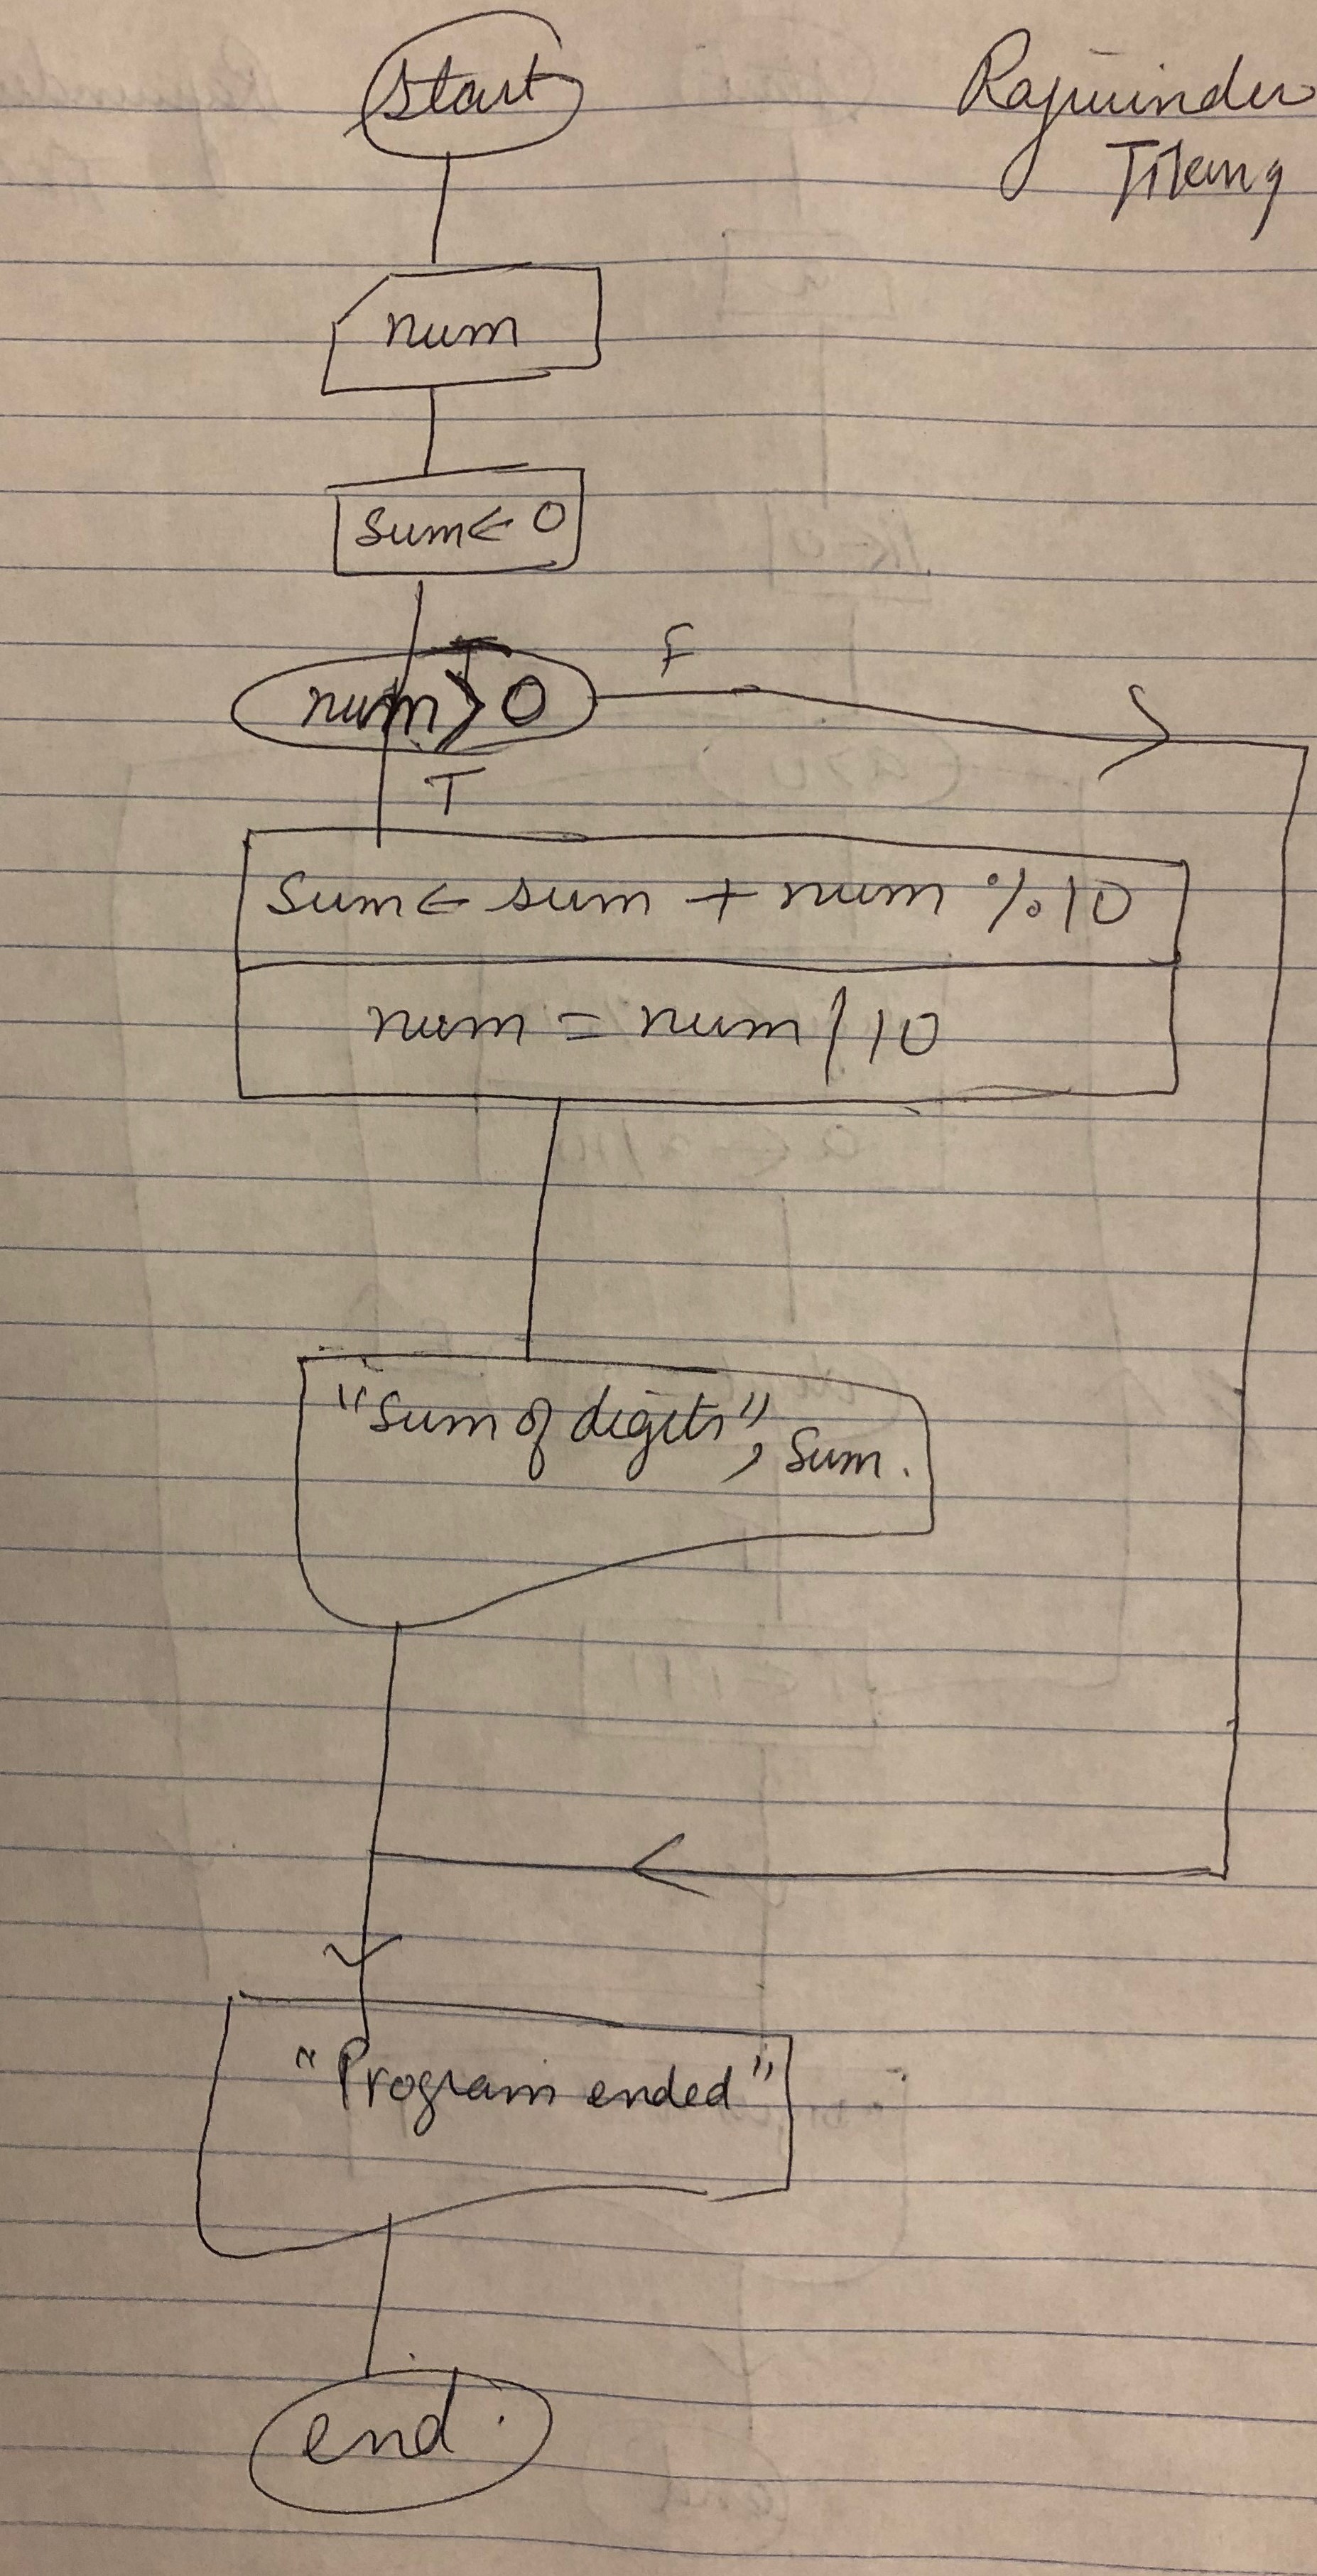 start
Rajwinder
num
sum ← 0
num > 0
F
T
sum ← sum + num % 10
num = num / 10
"Sum of digits", Sum.
"Program ended"
end.